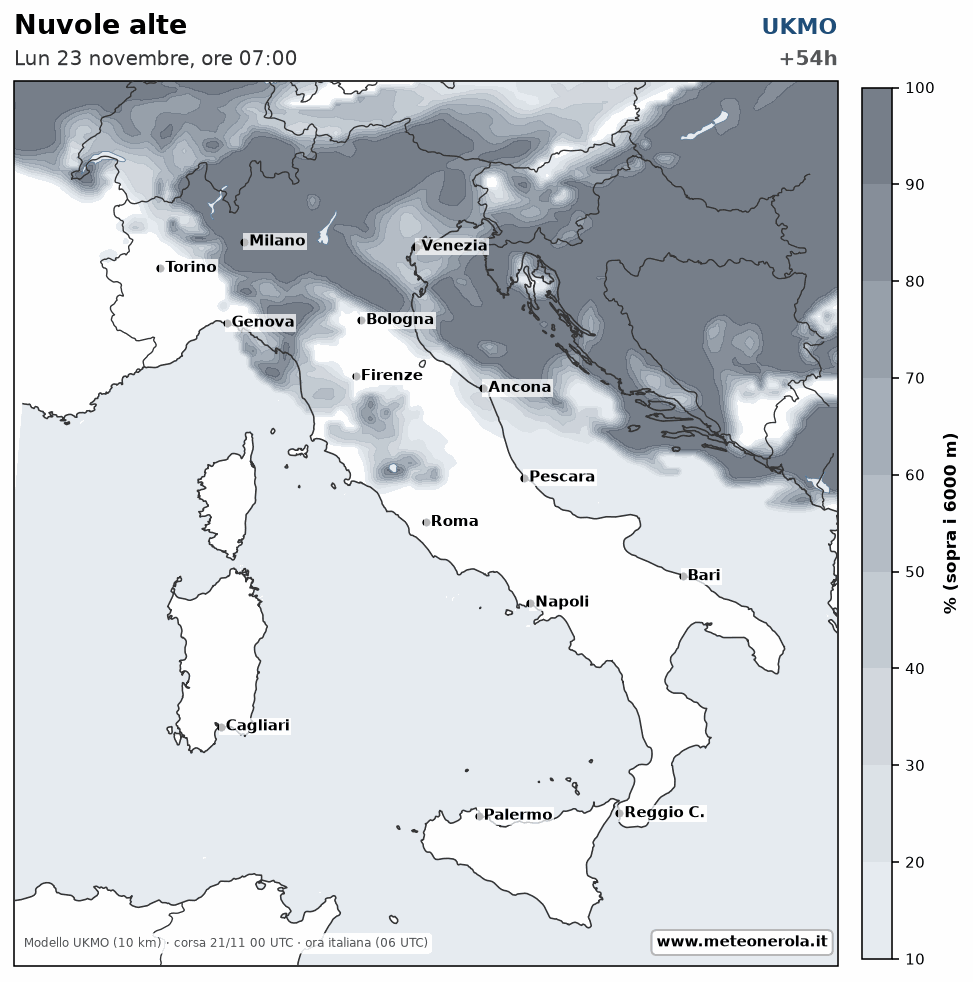 Nuvole alte
UKMO
Lun 23 novembre, ore 07:00
+54h
100
90
80
70
60
50
40
30
20
10
% (sopra i 6000 m)
Milano
Venezia
Torino
Genova
Bologna
Firenze
Ancona
Pescara
Roma
Bari
Napoli
Cagliari
Palermo
Reggio C.
Modello UKMO (10 km) · corsa 21/11 00 UTC · ora italiana (06 UTC)
www.meteonerola.it